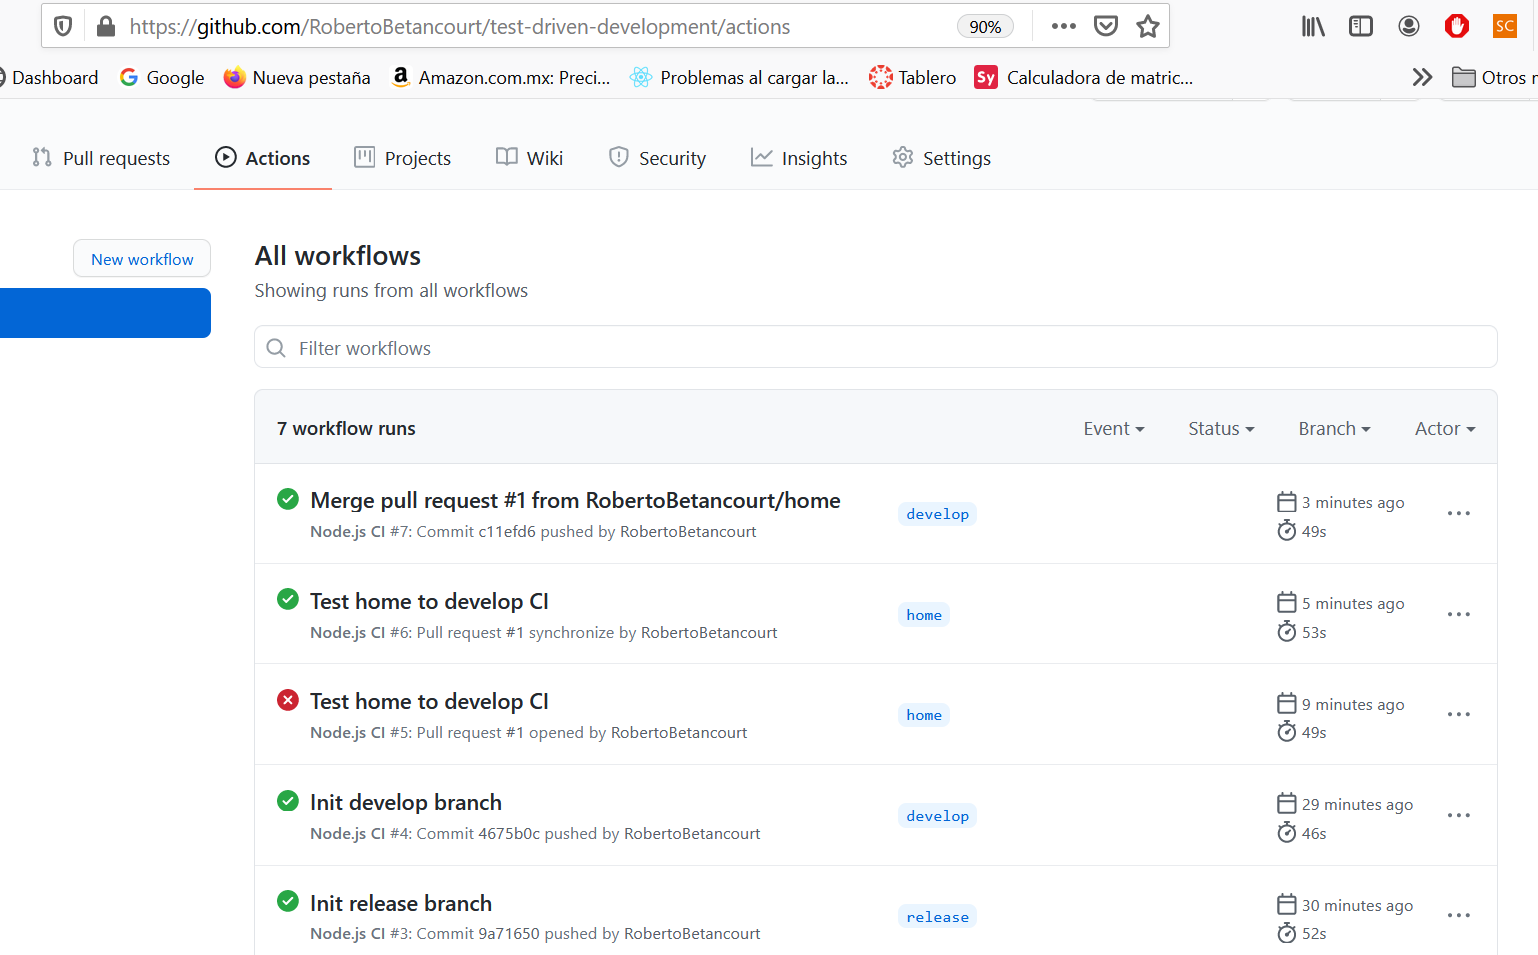 https://github.com/RobertoBetancourt/test-driven-development/actions
90%
SC
Dashboard
Google
Nueva pestaña
Amazon.com.mx: Preci...
Problemas al cargar la...
Tablero
Sy Calculadora de matric...
Otros
Pull requests
Actions
Projects
Wiki
Security
Insights
Settings
New workflow
All workflows
Showing runs from all workflows
Filter workflows
7 workflow runs
Event
Status
Branch
Actor
Merge pull request #1 from RobertoBetancourt/home
Node.js CI #7: Commit c11efd6 pushed by RobertoBetancourt
develop
3 minutes ago
49s
Test home to develop CI
Node.js CI #6: Pull request #1 synchronize by RobertoBetancourt
home
5 minutes ago
53s
Test home to develop CI
Node.js CI #5: Pull request #1 opened by RobertoBetancourt
home
9 minutes ago
49s
Init develop branch
Node.js CI #4: Commit 4675b0c pushed by RobertoBetancourt
develop
29 minutes ago
46s
Init release branch
Node.js CI #3: Commit 9a71650 pushed by RobertoBetancourt
release
30 minutes ago
52s